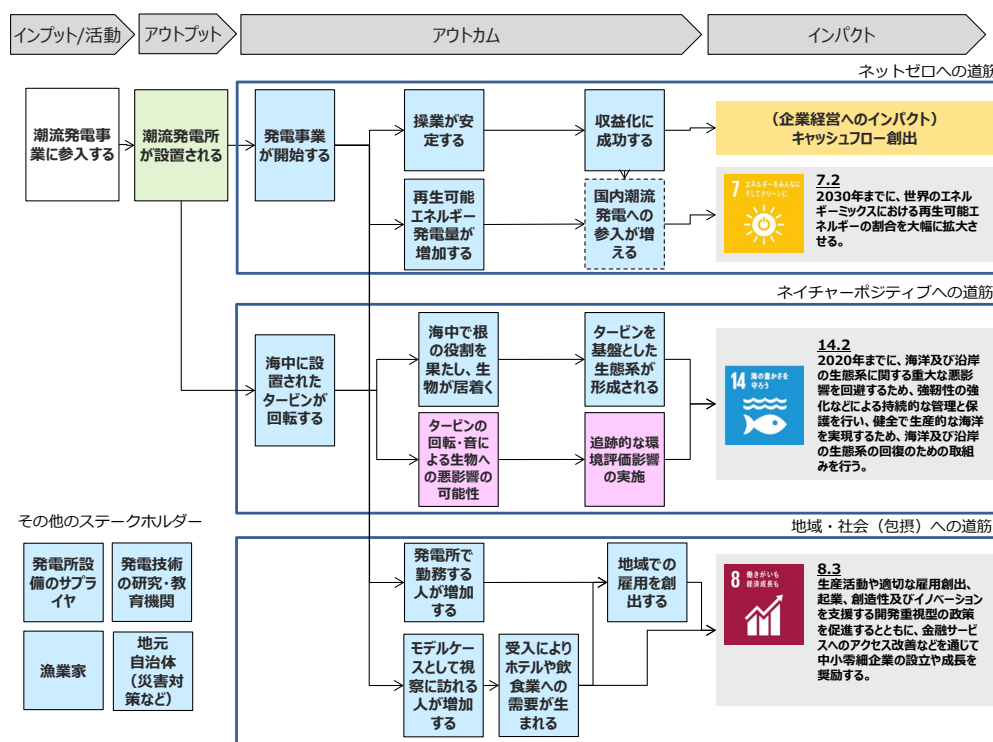 インプット/活動
アウトプット
アウトカム
インパクト
ネットゼロへの道筋
潮流発電事
業に参入する
潮流発電所
が設置される
発電事業
が開始する
操業が安
定する
収益化に
成功する
（企業経営へのインパクト）
キャッシュフロー創出
再生可能
エネルギー
発電量が
増加する
国内潮流
発電への
参入が増
える
7 エネルギーをみんなに
そしてクリーンに
7.2
2030年までに、世界のエネル
ギーミックスにおける再生可能エ
ネルギーの割合を大幅に拡大さ
せる。
ネイチャーポジティブへの道筋
海中に設
置された
タービンが
回転する
海中で根
の役割を
果たし、生
物が居着く
タービンを
基盤とした
生態系が
形成される
タービンの
回転・音に
よる生物へ
の悪影響の
可能性
追跡的な環
境評価影響
の実施
14 海の豊かさを
守ろう
14.2
2020年までに、海洋及び沿岸
の生態系に関する重大な悪影
響を回避するため、強靭性の強
化などによる持続的な管理と保
護を行い、健全で生産的な海洋
を実現するため、海洋及び沿岸
の生態系の回復のための取組
みを行う。
その他のステークホルダー
発電所設
備のサプラ
イヤ
発電技術
の研究・教
育機関
漁業家
地元
自治体
（災害対
策など）
地域・社会（包摂）への道筋
発電所で
勤務する
人が増加
する
地域での
雇用を創
出する
モデルケー
スとして視
察に訪れる
人が増加
する
受入により
ホテルや飲
食業への
需要が生
まれる
8 働きがいも
経済成長も
8.3
生産活動や適切な雇用創出、
起業、創造性及びイノベーション
を支援する開発重視型の政策
を促進するとともに、金融サービ
スへのアクセス改善などを通じて
中小零細企業の設立や成長を
奨励する。